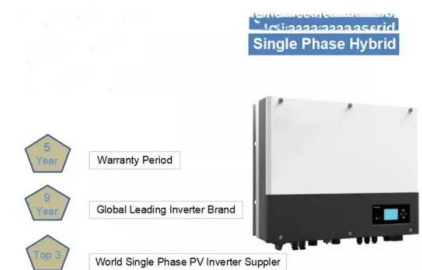 Single Phase Hybrid
5
Year
Warranty Period
9
Year
Global Leading Inverter Brand
Top 3
World Single Phase PV Inverter Suppler